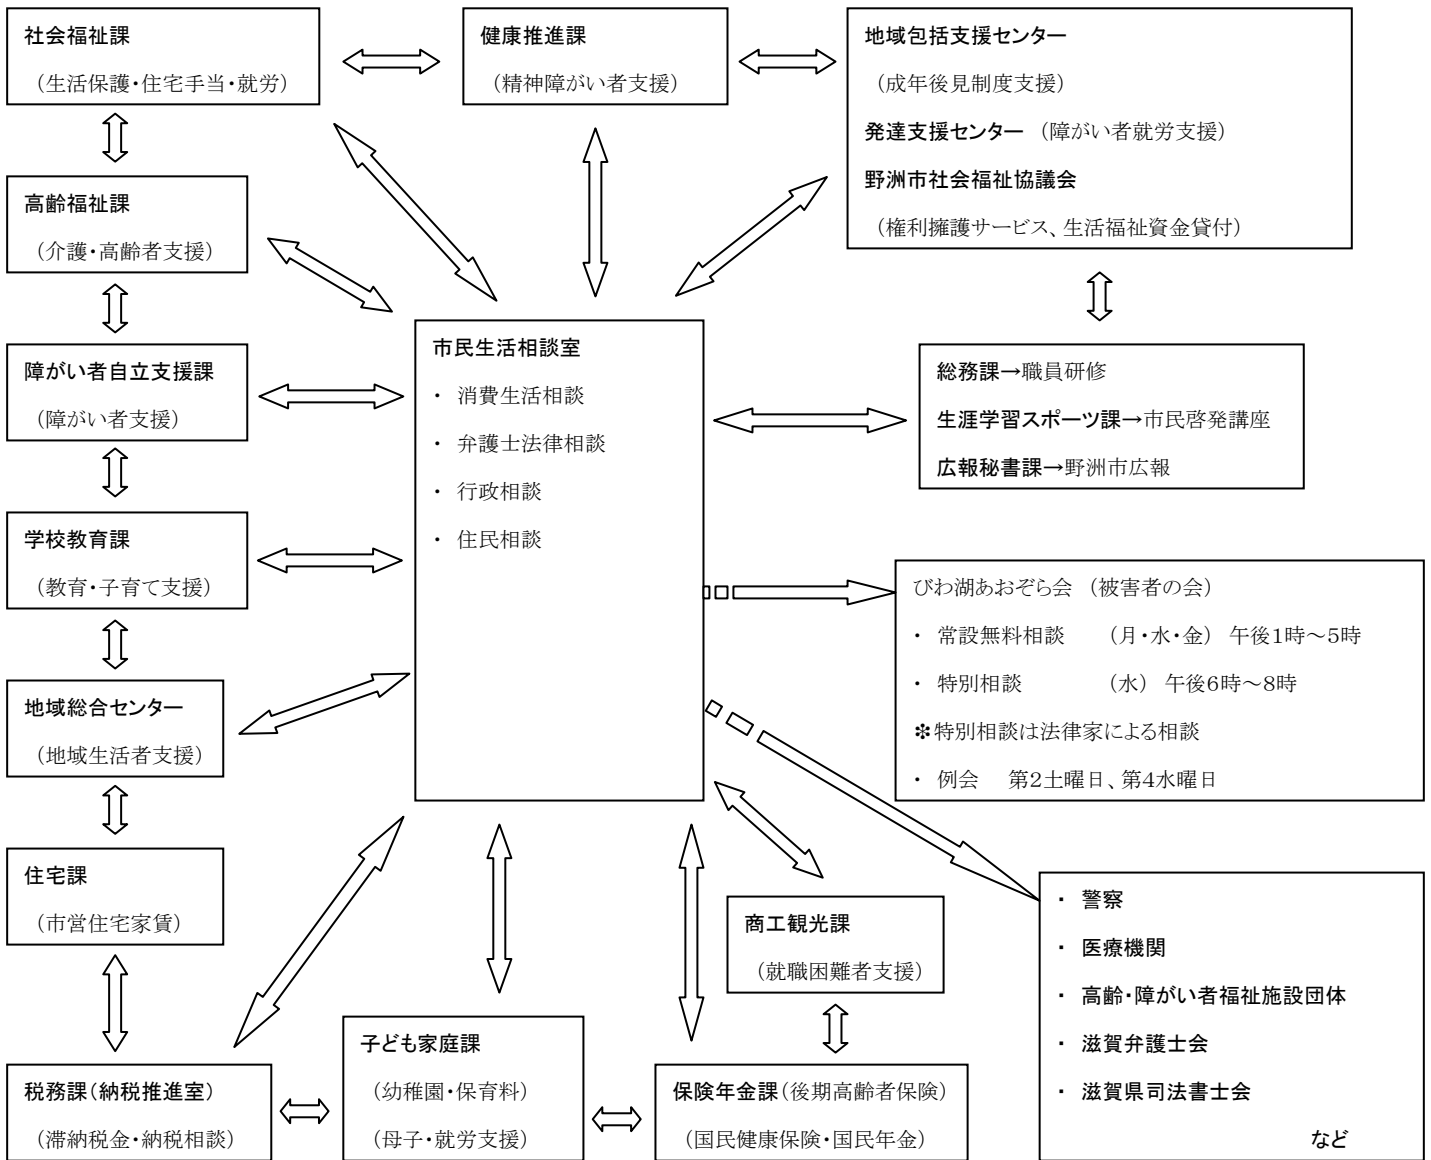 社会福祉課
（生活保護・住宅手当・就労）
健康推進課
（精神障がい者支援）
地域包括支援センター
（成年後見制度支援）
発達支援センター （障がい者就労支援）
野洲市社会福祉協議会
（権利擁護サービス、生活福祉資金貸付）
高齢福祉課
（介護・高齢者支援）
障がい者自立支援課
（障がい者支援）
市民生活相談室
・ 消費生活相談
・ 弁護士法律相談
・ 行政相談
・ 住民相談
総務課→職員研修
生涯学習スポーツ課→市民啓発講座
広報秘書課→野洲市広報
学校教育課
（教育・子育て支援）
びわ湖あおぞら会 （被害者の会）
・ 常設無料相談 （月・水・金） 午後1時～5時
・ 特別相談 （水） 午後6時～8時
❇特別相談は法律家による相談
・ 例会 第2土曜日、第4水曜日
地域総合センター
（地域生活者支援）
住宅課
（市営住宅家賃）
商工観光課
（就職困難者支援）
・ 警察
・ 医療機関
・ 高齢・障がい者福祉施設団体
・ 滋賀弁護士会
・ 滋賀県司法書士会
など
税務課（納税推進室）
（滞納税金・納税相談）
子ども家庭課
（幼稚園・保育料）
（母子・就労支援）
保険年金課（後期高齢者保険）
（国民健康保険・国民年金）